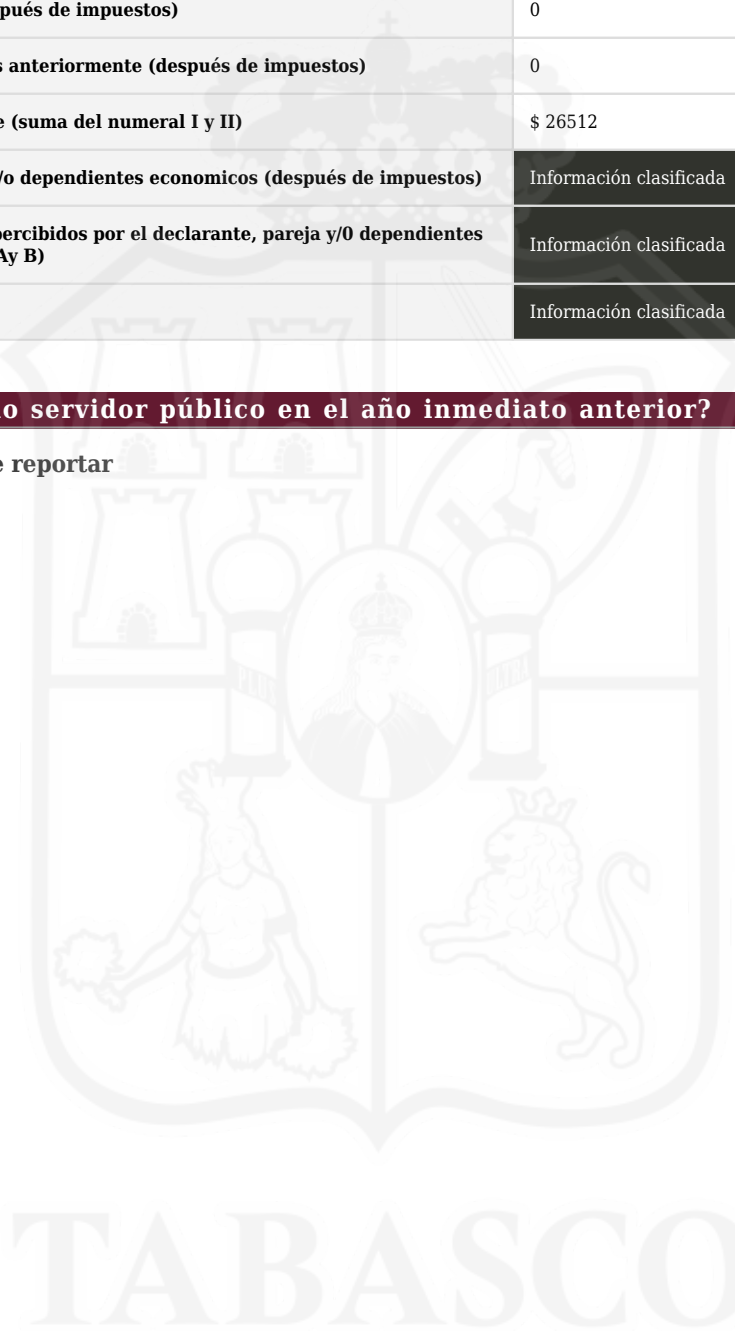 pués de impuestos) 0
s anteriormente (después de impuestos) 0
e (suma del numeral I y II) $ 26512
/o dependientes economicos (después de impuestos) Información clasificada
percibidos por el declarante, pareja y/0 dependientes
Ay B) Información clasificada
Información clasificada
o servidor público en el año inmediato anterior?
e reportar
PLUS
ULTRA
TABASCO